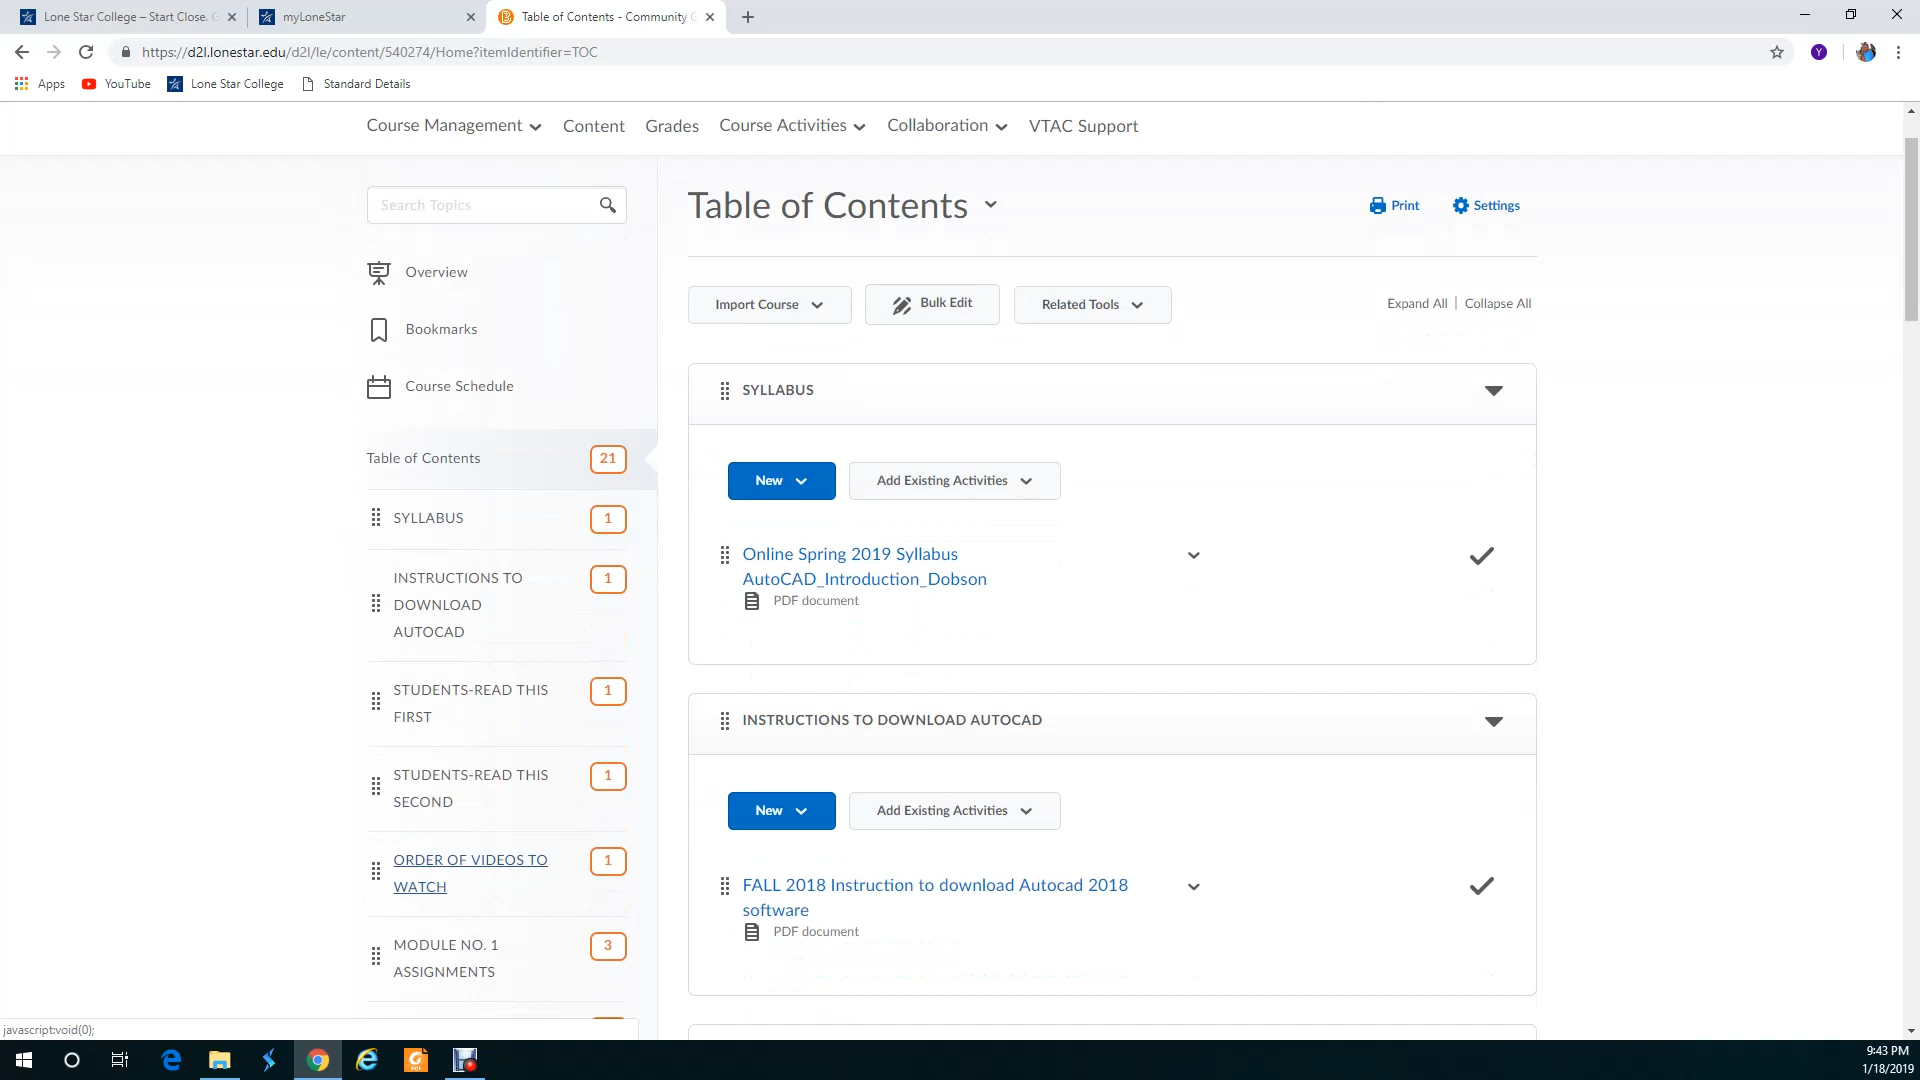 Lone Star College – Start Close.
myLoneStar
Table of Contents - Community
https://d2l.lonestar.edu/d2l/le/content/540274/Home?itemIdentifier=TOC
Y
Apps
YouTube
Lone Star College
Standard Details
Course Management
Content
Grades
Course Activities
Collaboration
VTAC Support
Search Topics
Overview
Bookmarks
Course Schedule
Table of Contents
21
SYLLABUS
1
INSTRUCTIONS TO
DOWNLOAD
AUTOCAD
1
STUDENTS-READ THIS
FIRST
1
STUDENTS-READ THIS
SECOND
1
ORDER OF VIDEOS TO
WATCH
1
MODULE NO. 1
ASSIGNMENTS
3
Table of Contents
Print
Settings
Import Course
Bulk Edit
Related Tools
Expand All | Collapse All
SYLLABUS
New
Add Existing Activities
Online Spring 2019 Syllabus
AutoCAD_Introduction_Dobson
PDF document
INSTRUCTIONS TO DOWNLOAD AUTOCAD
New
Add Existing Activities
FALL 2018 Instruction to download Autocad 2018
software
PDF document
javascript:void(0);
9:43 PM
1/18/2019